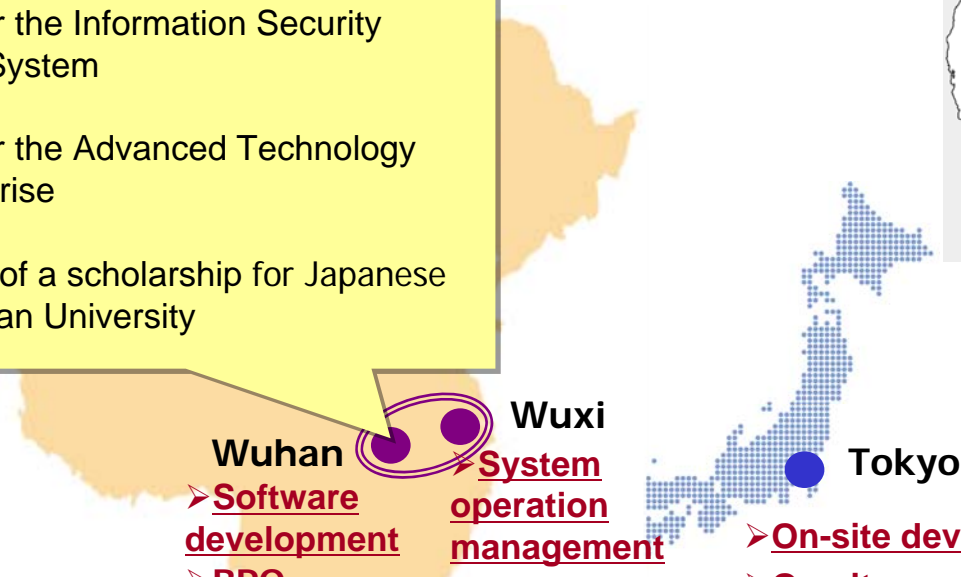 r the Information Security
System
r the Advanced Technology
rise
of a scholarship for Japanese
an University
Wuhan
➢Software
development
➢BPO
Wuxi
➢System
operation
management
Tokyo
➢On-site dev